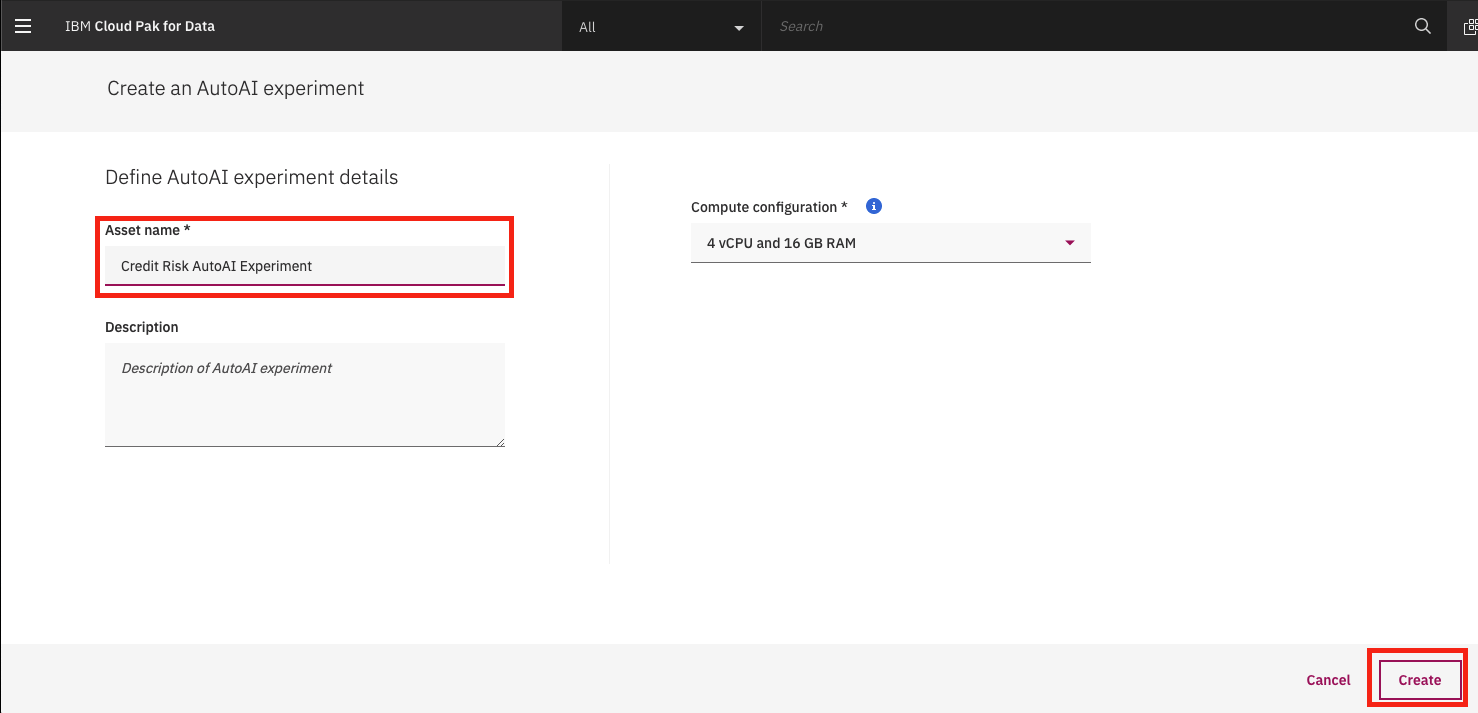 IBM Cloud Pak for Data
All
Search
Create an AutoAI experiment
Define AutoAI experiment details
Asset name *
Credit Risk AutoAI Experiment
Description
Description of AutoAI experiment
Compute configuration *
4 vCPU and 16 GB RAM
Cancel
Create